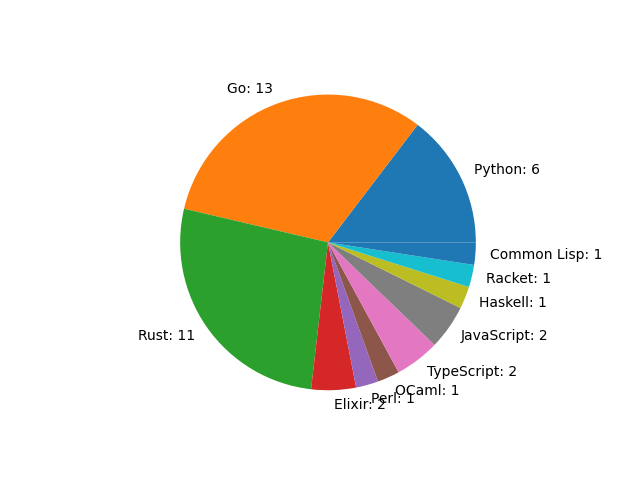 Go: 13
Python: 6
Common Lisp: 1
Racket: 1
Haskell: 1
Rust: 11
JavaScript: 2
TypeScript: 2
OCaml: 1
Perl: 1
Elixir: 2